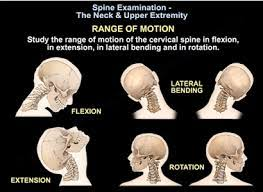 Spine Examination -
The Neck & Upper Extremity
RANGE OF MOTION
Study the range of motion of the cervical spine in flexion,
in extension, in lateral bending and in rotation.
FLEXION
LATERAL
BENDING
EXTENSION
ROTATION